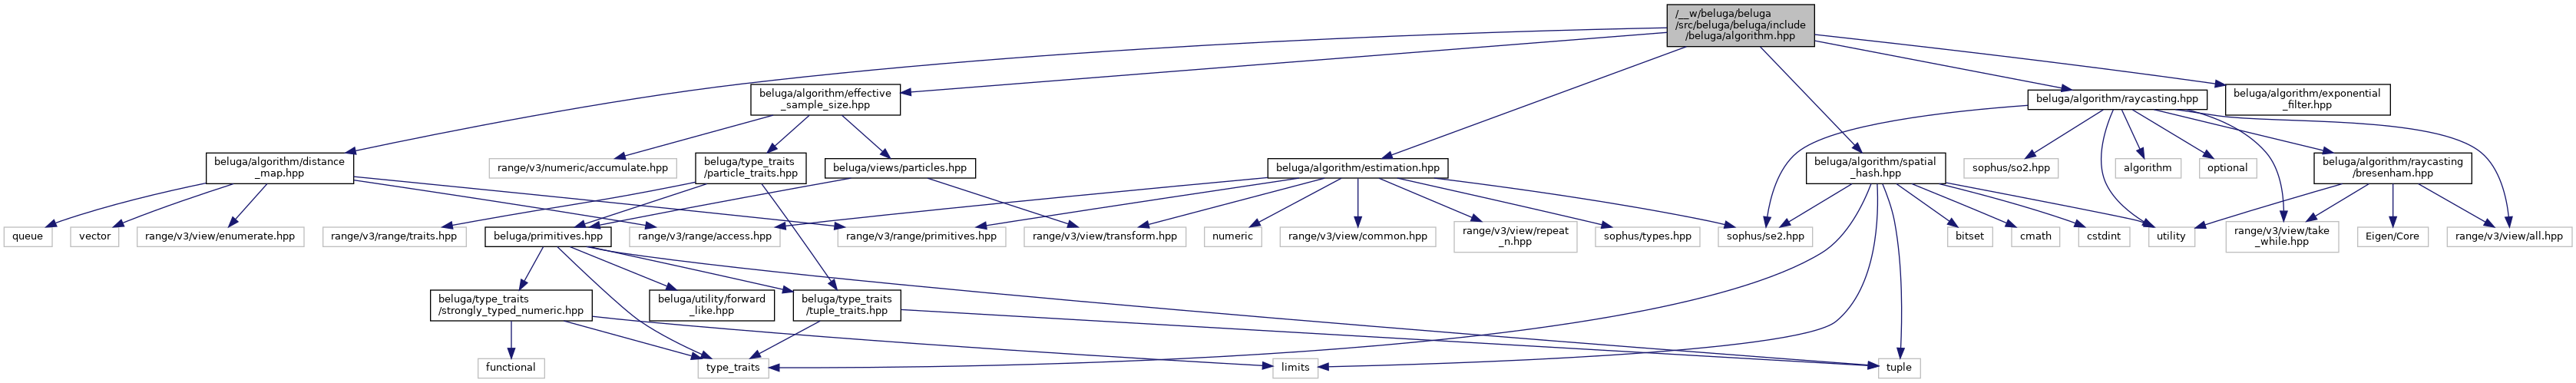 /__w/beluga/beluga
/src/beluga/beluga/include
/beluga/algorithm.hpp
beluga/algorithm/effective
_sample_size.hpp
beluga/algorithm/raycasting.hpp
beluga/algorithm/exponential
_filter.hpp
beluga/algorithm/distance
_map.hpp
range/v3/numeric/accumulate.hpp
beluga/type_traits
/particle_traits.hpp
beluga/views/particles.hpp
beluga/algorithm/estimation.hpp
beluga/algorithm/spatial
_hash.hpp
sophus/so2.hpp
algorithm
optional
beluga/algorithm/raycasting
/bresenham.hpp
queue
vector
range/v3/view/enumerate.hpp
range/v3/range/traits.hpp
beluga/primitives.hpp
range/v3/range/access.hpp
range/v3/range/primitives.hpp
range/v3/view/transform.hpp
numeric
range/v3/view/common.hpp
range/v3/view/repeat
_n.hpp
sophus/types.hpp
sophus/se2.hpp
bitset
cmath
cstdint
utility
range/v3/view/take
_while.hpp
Eigen/Core
range/v3/view/all.hpp
beluga/type_traits
/strongly_typed_numeric.hpp
beluga/utility/forward
_like.hpp
beluga/type_traits
/tuple_traits.hpp
functional
type_traits
limits
tuple